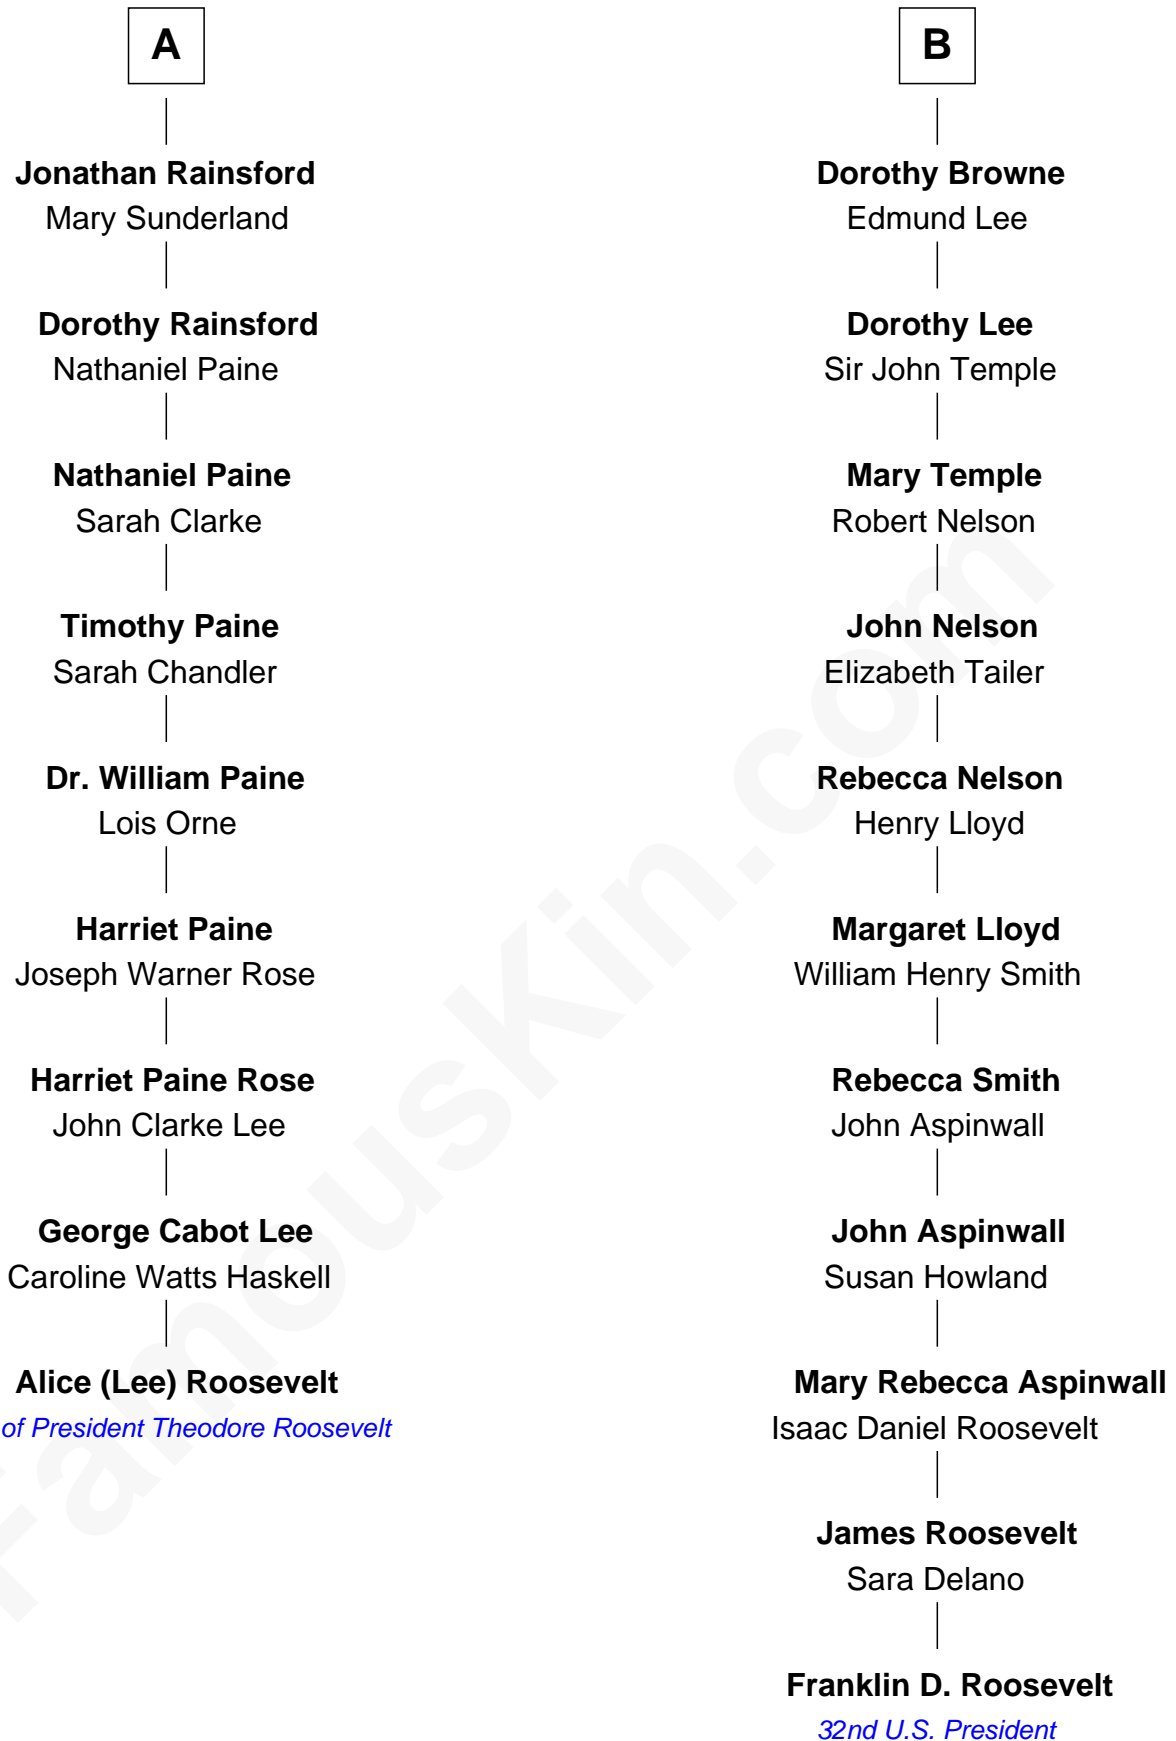 A
Jonathan Rainsford
Mary Sunderland
Dorothy Rainsford
Nathaniel Paine
Nathaniel Paine
Sarah Clarke
Timothy Paine
Sarah Chandler
Dr. William Paine
Lois Orne
Harriet Paine
Joseph Warner Rose
Harriet Paine Rose
John Clarke Lee
George Cabot Lee
Caroline Watts Haskell
Alice (Lee) Roosevelt
of President Theodore Roosevelt
B
Dorothy Browne
Edmund Lee
Dorothy Lee
Sir John Temple
Mary Temple
Robert Nelson
John Nelson
Elizabeth Tailer
Rebecca Nelson
Henry Lloyd
Margaret Lloyd
William Henry Smith
Rebecca Smith
John Aspinwall
John Aspinwall
Susan Howland
Mary Rebecca Aspinwall
Isaac Daniel Roosevelt
James Roosevelt
Sara Delano
Franklin D. Roosevelt
32nd U.S. President
FamousKin.com